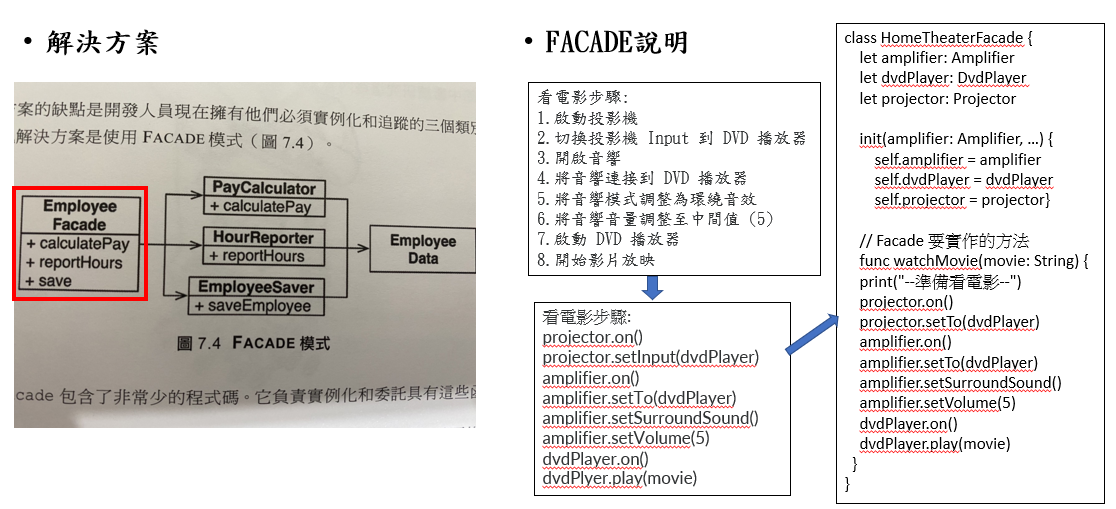 • 解決方案
案的缺點是開發人員現在擁有他們必須實例化和追蹤的三個類
解決方案是使用 FACADE 模式（圖 7.4）。
Employee
Facade
+ calculatePay
+ reportHours
+ save
PayCalculator
+ calculatePay
HourReporter
+ reportHours
EmployeeSaver
+ saveEmployee
Employee
Data
圖 7.4 FACADE 模式
cade 包含了非常少的程式碼。它負責實例化和委託具有這些
• FACADE說明
看電影步驟:
1.啟動投影機
2.切換投影機 Input 到 DVD 播放器
3.開啟音響
4.將音響連接到 DVD 播放器
5.將音響模式調整為環繞音效
6.將音響音量調整至中間值 (5)
7.啟動 DVD 播放器
8.開始影片放映
看電影步驟:
projector.on()
projector.setInput(dvdPlayer)
amplifier.on()
amplifier.setTo(dvdPlayer)
amplifier.setSurroundSound()
amplifier.setVolume(5)
dvdPlayer.on()
dvdPlyer.play(movie)
class HomeTheaterFacade {
let amplifier: Amplifier
let dvdPlayer: DvdPlayer
let projector: Projector
init(amplifier: Amplifier, ...) {
self.amplifier = amplifier
self.dvdPlayer = dvdPlayer
self.projector = projector}
// Facade 要實作的方法
func watchMovie(movie: String) {
print("--準備看電影--")
projector.on()
projector.setTo(dvdPlayer)
amplifier.on()
amplifier.setTo(dvdPlayer)
amplifier.setSurroundSound()
amplifier.setVolume(5)
dvdPlayer.on()
dvdPlayer.play(movie)
}
}